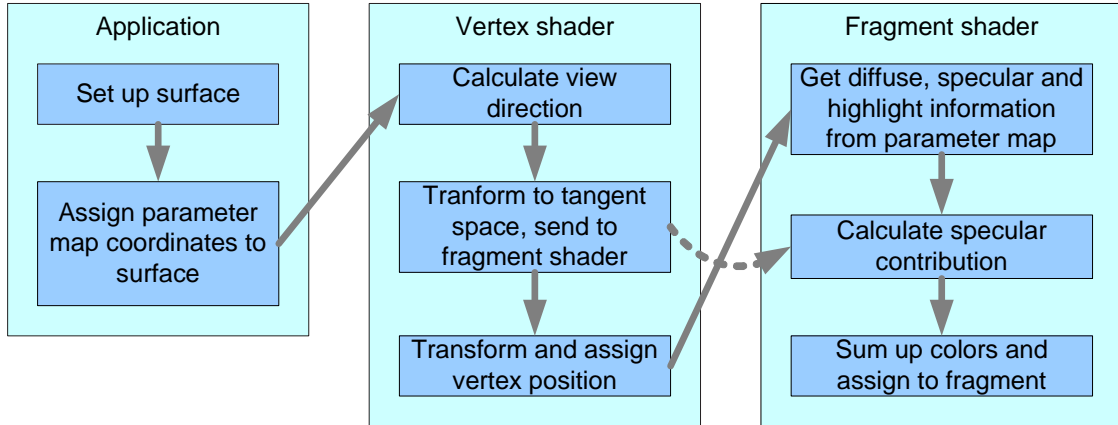 Application
Set up surface
Assign parameter
map coordinates to
surface
Vertex shader
Calculate view
direction
Tranform to tangent
space, send to
fragment shader
Transform and assign
vertex position
Fragment shader
Get diffuse, specular and
highlight information
from parameter map
Calculate specular
contribution
Sum up colors and
assign to fragment